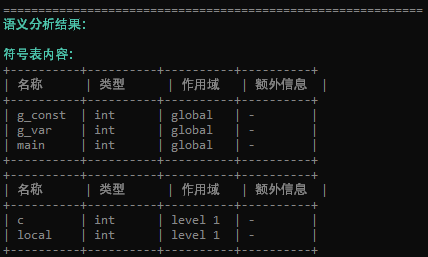 ============================================================
语义分析结果:
符号表内容:
+----------+----------+----------+----------+
| 名称 | 类型 | 作用域 | 额外信息 |
+----------+----------+----------+----------+
| g_const | int | global | - |
| g_var | int | global | - |
| main | int | global | - |
+----------+----------+----------+----------+
+----------+----------+----------+----------+
| 名称 | 类型 | 作用域 | 额外信息 |
+----------+----------+----------+----------+
| c | int | level 1 | - |
| local | int | level 1 | - |
+----------+----------+----------+----------+